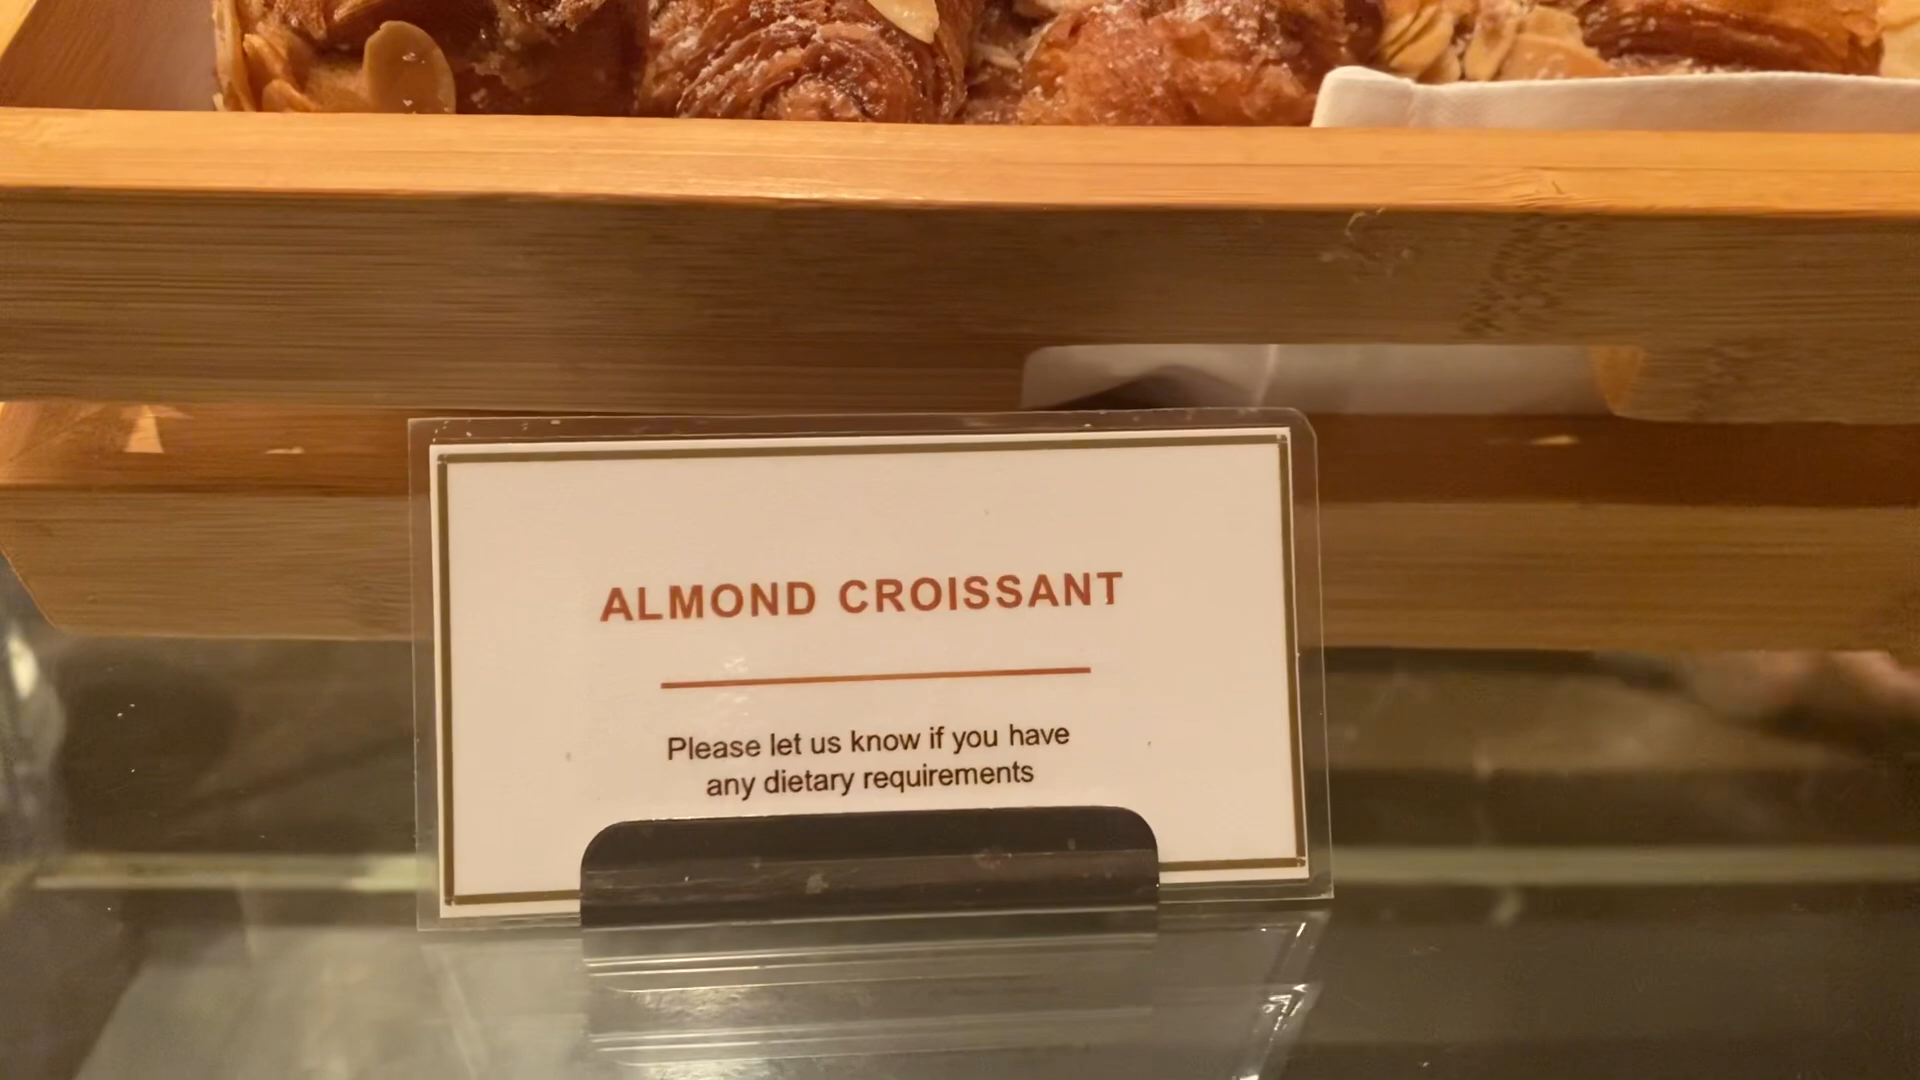 ALMOND CROISSANT
Please let us know if you have
any dietary requirements